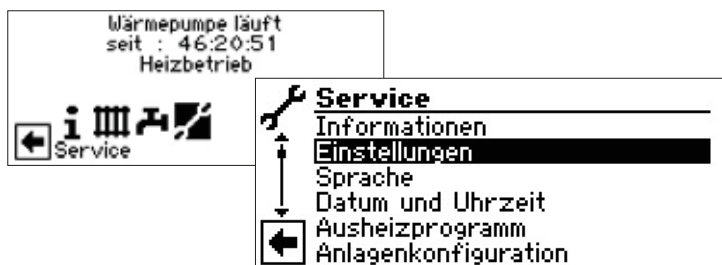 Wärmepumpe läuft
seit : 46:20:51
Heizbetrieb
Service
Service
Informationen
Einstellungen
Sprache
Datum und Uhrzeit
Ausheizprogramm
Anlagenkonfiguration